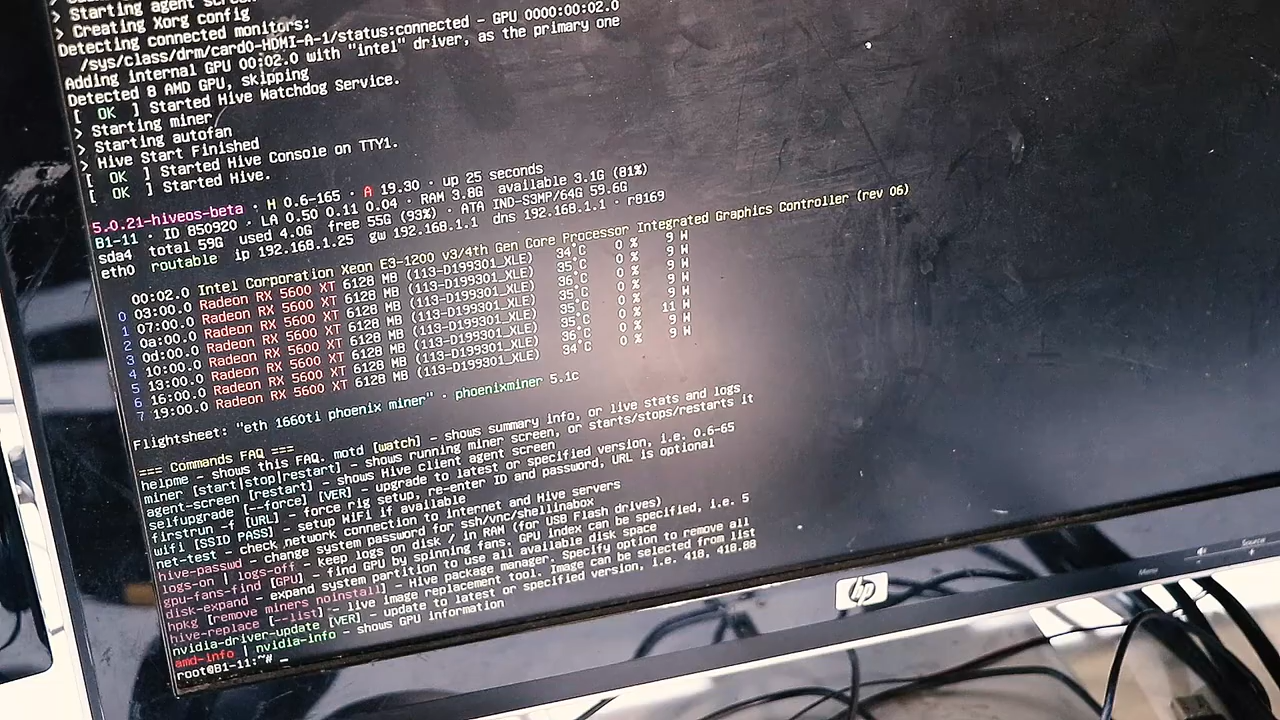 > Starting agent screen
> Creating Xorg config
Detecting connected monitors:
/sys/class/drm/card0-HDMI-A-1/status:connected - GPU 0000:00:02.0
Adding internal GPU 00:02.0 with "intel" driver, as the primary one
Detected 8 AMD GPU, skipping
[ OK ] Started Hive Watchdog Service.
> Starting miner
> Starting autofan
> Hive Start Finished
[ OK ] Started Hive Console on TTY1.
[ OK ] Started Hive.
5.0.21-hiveos-beta · H 0.6-165 · A 19.30 · up 25 seconds
B1-11 · ID 850920 · LA 0.50 0.11 0.04 · RAM 3.8G available 3.1G (81%)
sda4 total 59G used 4.0G free 55G (93%) · ATA IND-S3MP/64G 59.6G
eth0 routable ip 192.168.1.25 gw 192.168.1.1 dns 192.168.1.1 · r8169
00:02.0 Intel Corporation Xeon E3-1200 v3/4th Gen Core Processor Integrated Graphics Controller (rev 06)
0 03:00.0 Radeon RX 5600 XT 6128 MB (113-D199301_XLE) 34°C 0 % 9 W
1 07:00.0 Radeon RX 5600 XT 6128 MB (113-D199301_XLE) 35°C 0 % 9 W
2 0a:00.0 Radeon RX 5600 XT 6128 MB (113-D199301_XLE) 36°C 0 % 9 W
3 0d:00.0 Radeon RX 5600 XT 6128 MB (113-D199301_XLE) 35°C 0 % 9 W
4 10:00.0 Radeon RX 5600 XT 6128 MB (113-D199301_XLE) 35°C 0 % 9 W
5 13:00.0 Radeon RX 5600 XT 6128 MB (113-D199301_XLE) 35°C 0 % 11 W
6 16:00.0 Radeon RX 5600 XT 6128 MB (113-D199301_XLE) 36°C 0 % 9 W
7 19:00.0 Radeon RX 5600 XT 6128 MB (113-D199301_XLE) 34°C 0 % 9 W
Flightsheet: "eth 1660ti phoenix miner" · phoenixminer 5.1c
=== Commands FAQ ===
helpme - shows this FAQ, motd [watch] - shows summary info, or live stats and logs
miner [start|stop|restart] - shows running miner screen, or starts/stops/restarts it
agent-screen [restart] - shows Hive client agent screen
selfupgrade [--force] [VER] - upgrade to latest or specified version, i.e. 0.6-65
firstrun -f [URL] - force rig setup, re-enter ID and password, URL is optional
wifi [SSID PASS] - setup WiFi if available
net-test - check network connection to Internet and Hive servers
hive-passwd - change system password for ssh/vnc/shellinabox
logs-on | logs-off - keep logs on disk / in RAM (for USB Flash drives)
gpu-fans-find [GPU] - find GPU by spinning fans, GPU index can be specified, i.e. 5
disk-expand - expand system partition to use all available disk space
hpkg [remove miners noinstall] - Hive package manager. Specify option to remove all
hive-replace [--list] - live image replacement tool. Image can be selected from list
nvidia-driver-update [VER] - update to latest or specified version, i.e. 418, 418.88
amd-info | nvidia-info - shows GPU information
root@B1-11:~# _
hp
Menu
Source